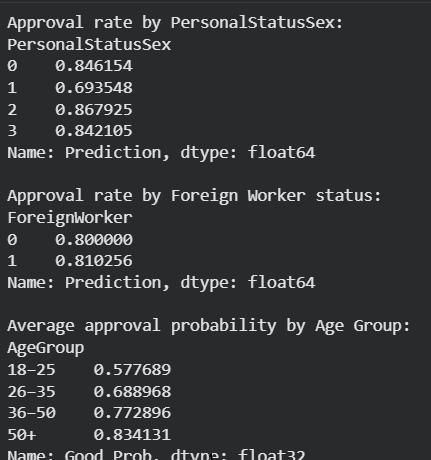 Approval rate by PersonalStatusSex:
PersonalStatusSex
0    0.846154
1    0.693548
2    0.867925
3    0.842105
Name: Prediction, dtype: float64

Approval rate by Foreign Worker status:
ForeignWorker
0    0.800000
1    0.810256
Name: Prediction, dtype: float64

Average approval probability by Age Group:
AgeGroup
18-25    0.577689
26-35    0.688968
36-50    0.772896
50+      0.834131
Name: Good_Prob, dtype: float32